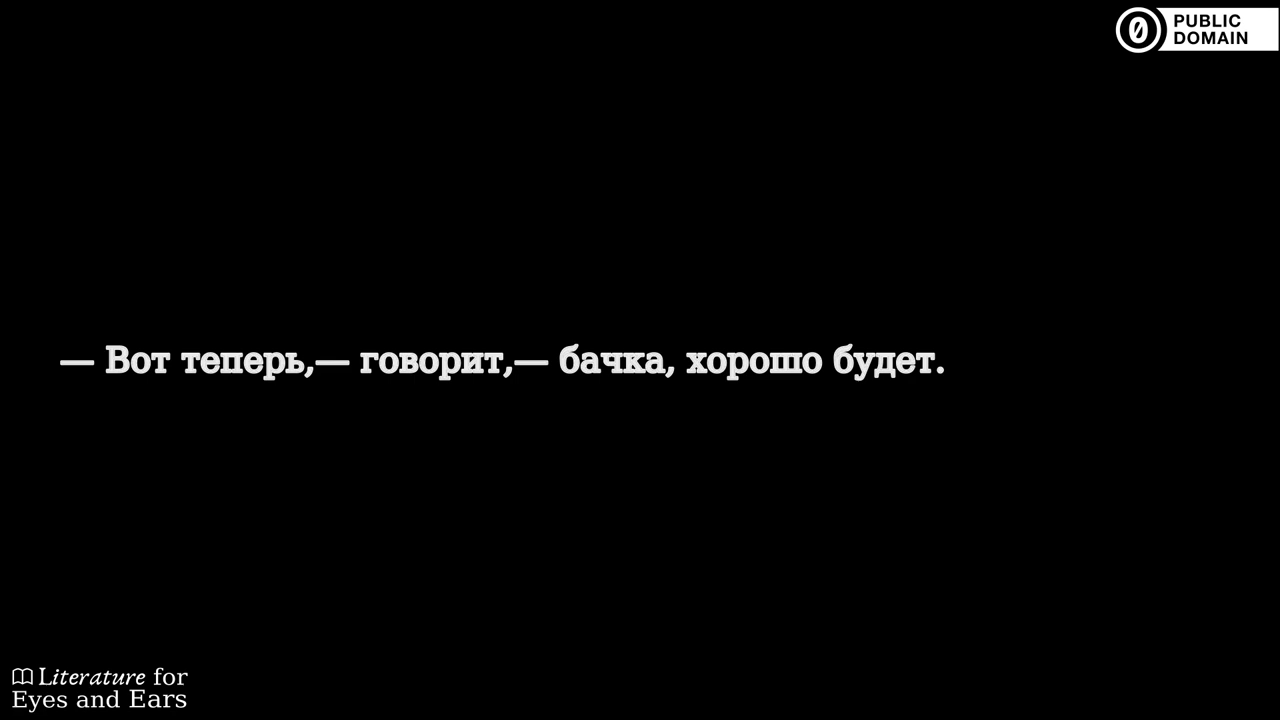 PUBLIC
DOMAIN
— Вот теперь,— говорит,— бачка, хорошо будет.
Literature for
Eyes and Ears